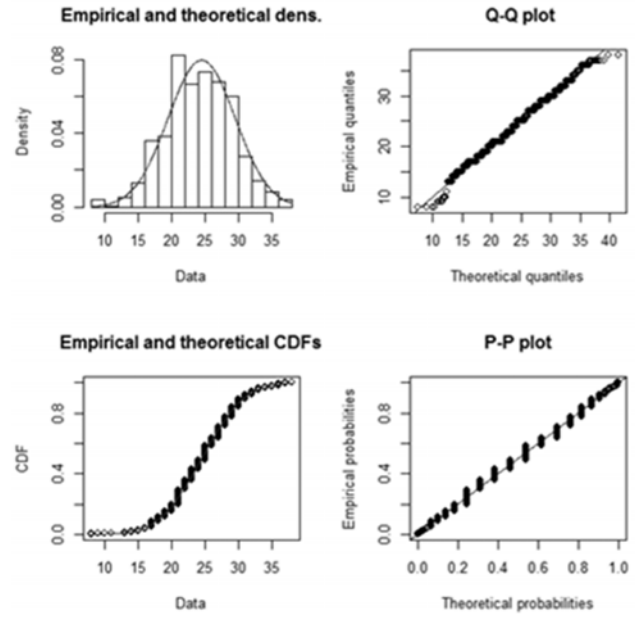 Empirical and theoretical dens.
Density
0.00 0.04 0.08
10 15 20 25 30 35
Data
Q-Q plot
Empirical quantiles
10 20 30
10 15 20 25 30 35 40
Theoretical quantiles
Empirical and theoretical CDFs
CDF
0.0 0.4 0.8
10 15 20 25 30 35
Data
P-P plot
Empirical probabilities
0.0 0.4 0.8
0.0 0.2 0.4 0.6 0.8 1.0
Theoretical probabilities